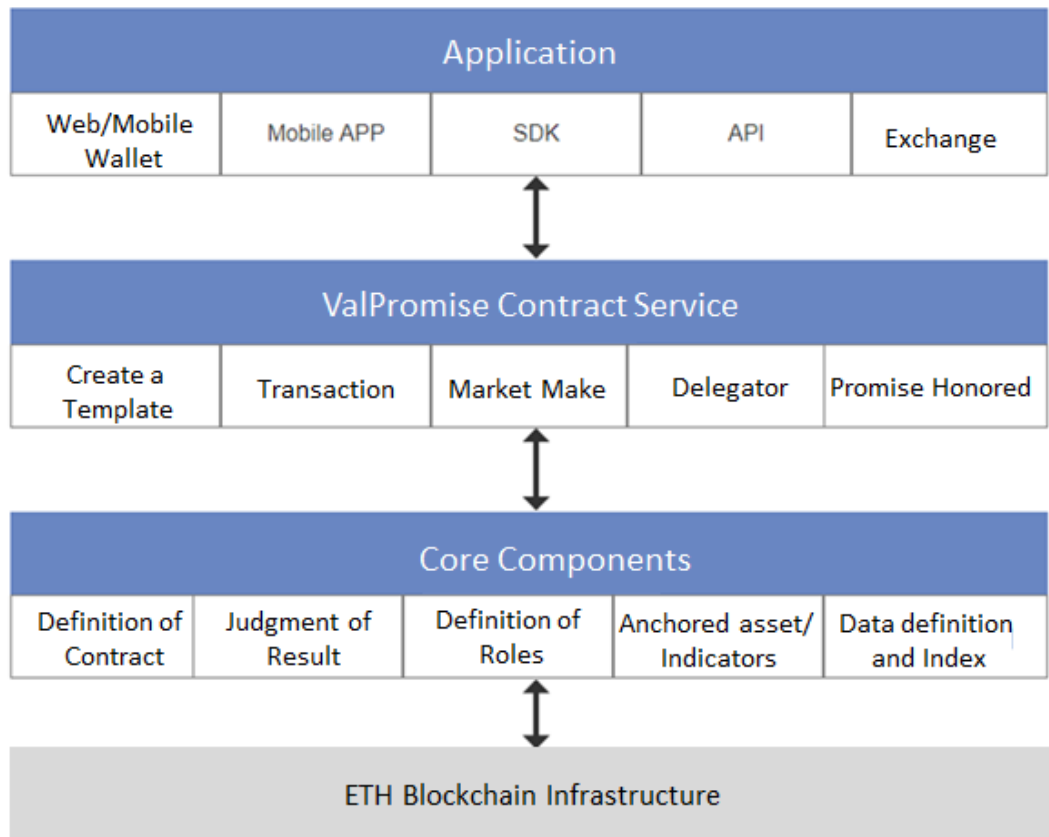 Application
Web/Mobile
Wallet
Mobile APP
SDK
API
Exchange
ValPromise Contract Service
Create a
Template
Transaction
Market Make
Delegator
Promise Honored
Core Components
Definition of
Contract
Judgment of
Result
Definition of
Roles
Anchored asset/
Indicators
Data definition
and Index
ETH Blockchain Infrastructure